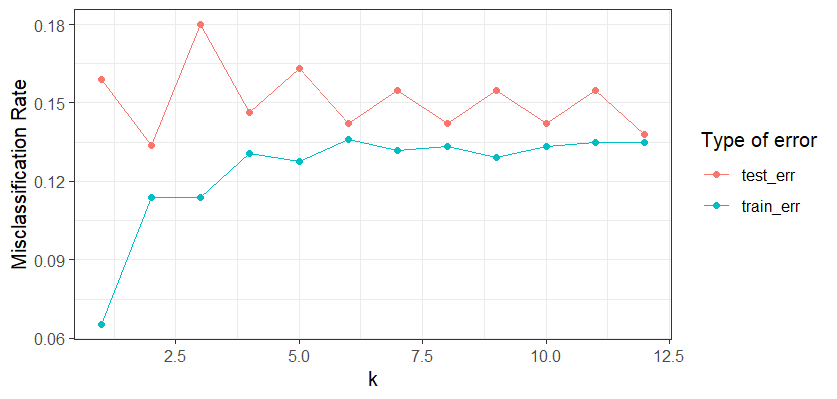 0.18
0.15
0.12
0.09
0.06
Misclassification Rate
2.5 5.0 7.5 10.0 12.5
k
Type of error
test_err
train_err